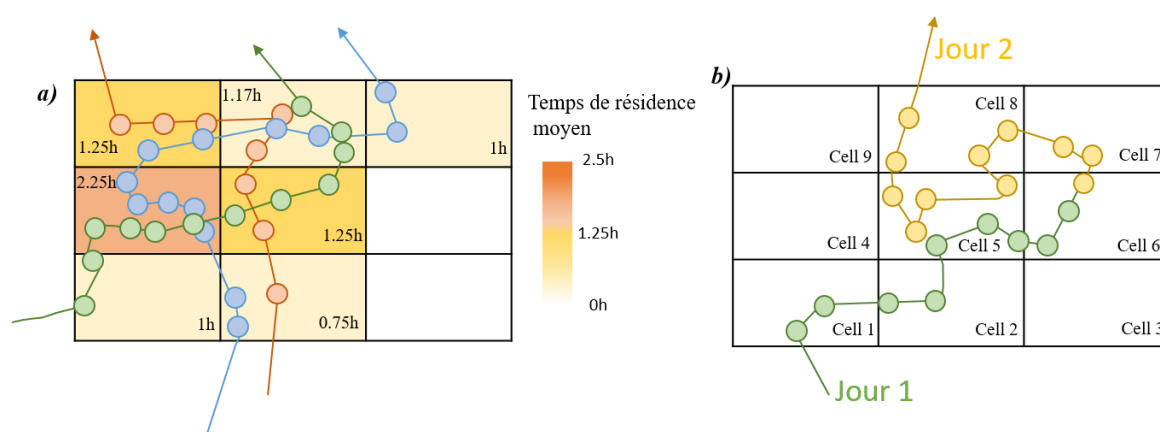 a)
1.17h
1.25h
1h
2.25h
1.25h
1h
0.75h
Temps de résidence
moyen
2.5h
1.25h
0h
b)
Jour 2
Cell 8
Cell 9
Cell 7
Cell 4
Cell 5
Cell 6
Cell 1
Cell 2
Cell 3
Jour 1